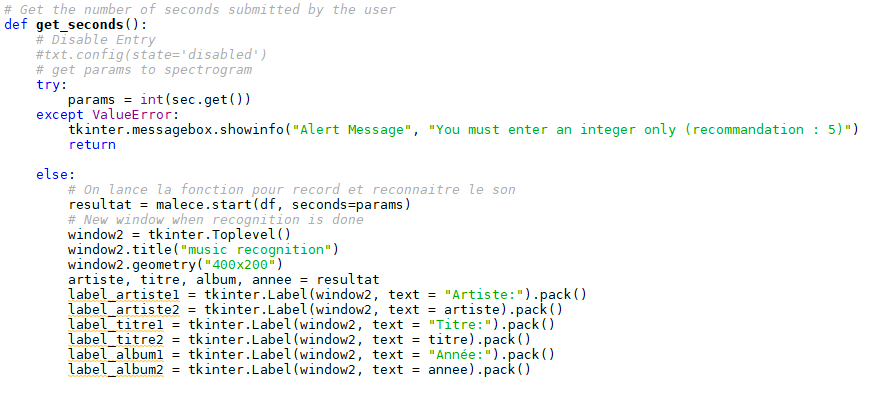 # Get the number of seconds submitted by the user
def get_seconds():
    # Disable Entry
    #txt.config(state='disabled')
    # get params to spectrogram
    try:
        params = int(sec.get())
    except ValueError:
        tkinter.messagebox.showinfo("Alert Message", "You must enter an integer only (recommandation : 5)")
        return

    else:
        # On lance la fonction pour record et reconnaitre le son
        resultat = malece.start(df, seconds=params)
        # New window when recognition is done
        window2 = tkinter.Toplevel()
        window2.title("music recognition")
        window2.geometry("400x200")
        artiste, titre, album, annee = resultat
        label_artiste1 = tkinter.Label(window2, text = "Artiste:").pack()
        label_artiste2 = tkinter.Label(window2, text = artiste).pack()
        label_titre1 = tkinter.Label(window2, text = "Titre:").pack()
        label_titre2 = tkinter.Label(window2, text = titre).pack()
        label_album1 = tkinter.Label(window2, text = "Année:").pack()
        label_album2 = tkinter.Label(window2, text = annee).pack()